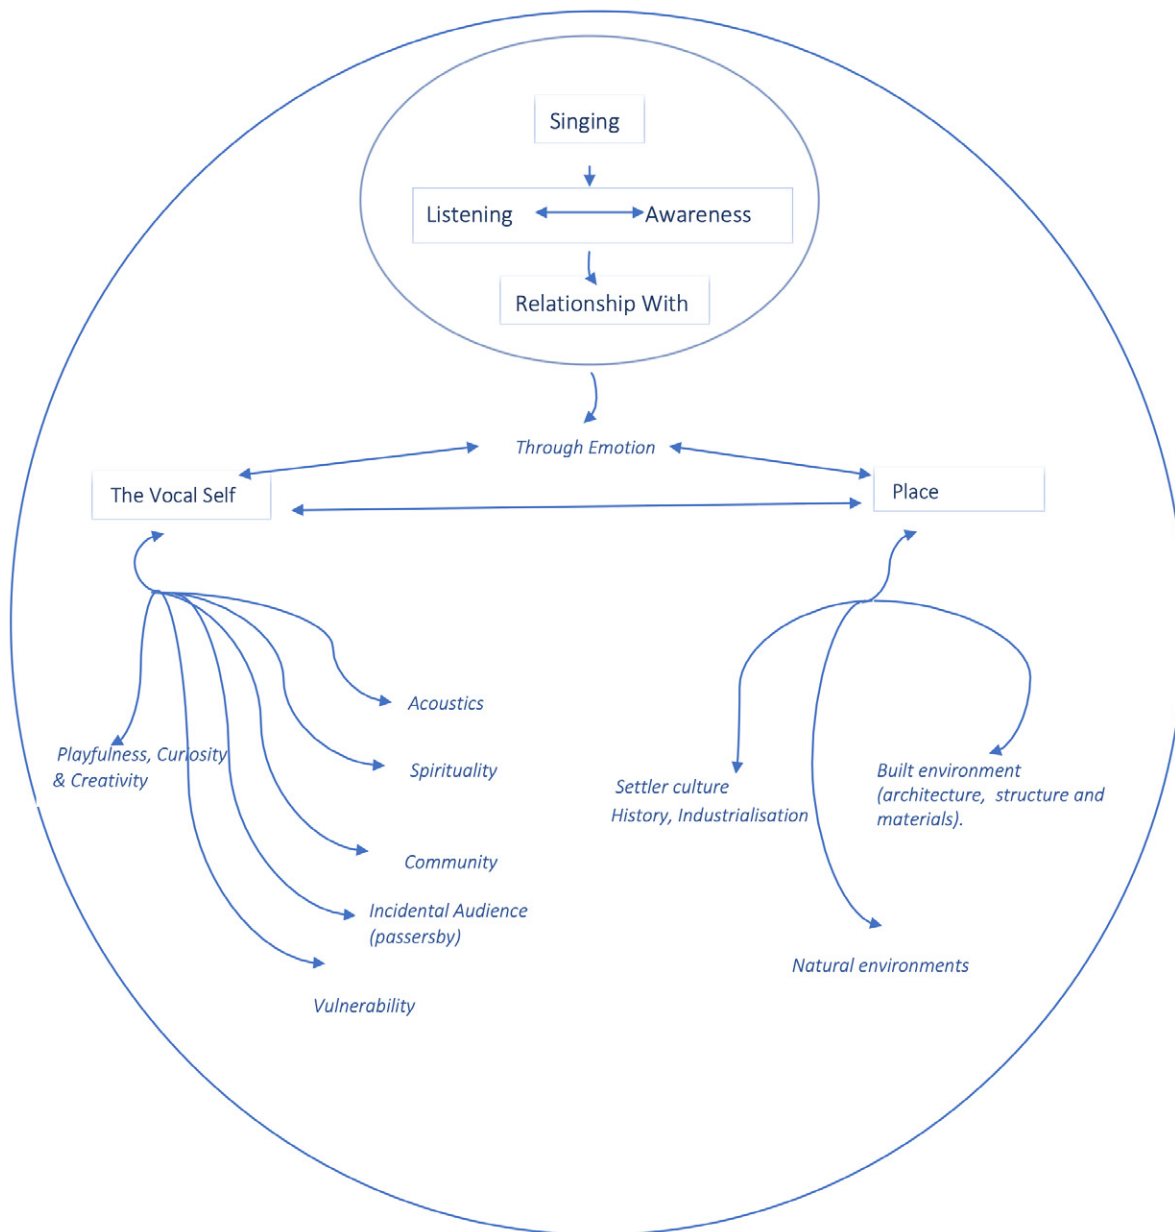 Singing
Listening
Awareness
Relationship With
Through Emotion
The Vocal Self
Place
Acoustics
Playfulness, Curiosity
& Creativity
Spirituality
Community
Incidental Audience
(passersby)
Vulnerability
Settler culture
History, Industrialisation
Built environment
(architecture, structure and
materials).
Natural environments